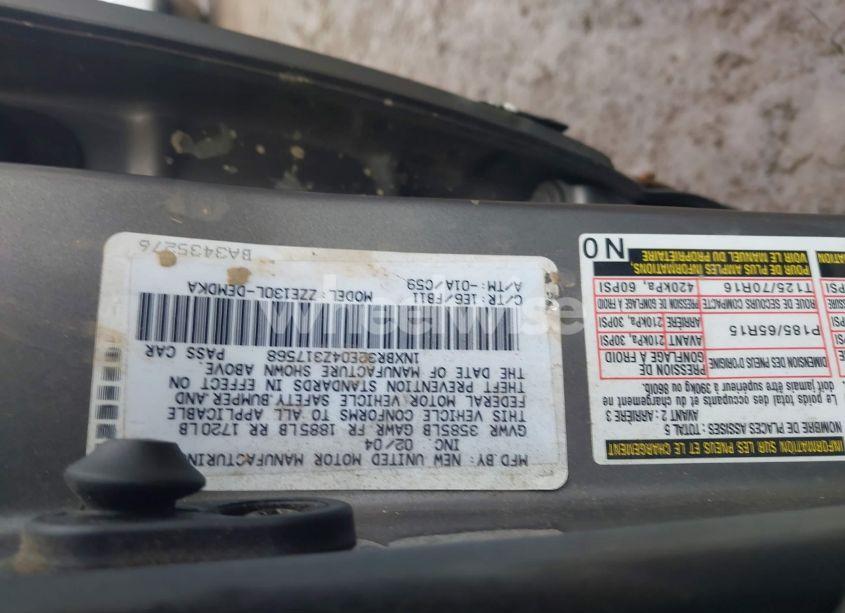 MFD.BY: NEW UNITED MOTOR MANUFACTURING
INC 02/04
GVWR 3585LB GAWR FR 1885LB RR 1720LB
THIS VEHICLE CONFORMS TO ALL APPLICABLE
FEDERAL MOTOR VEHICLE SAFETY,BUMPER,AND
THEFT PREVENTION STANDARDS IN EFFECT ON
THE DATE OF MANUFACTURE SHOWN ABOVE.
1NXBR32E04Z317568 PASS CAR
C/TR: 1E6/FB11 MODEL: ZZE130L-DEMDKA
A/TM: -01A/C59
BA3435276
INFORMATION SUR LES PNEUS ET LE CHARGEMENT
NOMBRE DE PLACES ASSISES : TOTAL 5
AVANT 2 : ARRIÈRE 3
Le poids total des occupants et du chargement ne
doit jamais être supérieur à 390kg ou 860lb.
DIMENSION DES PNEUS D'ORIGINE
PRESSION DE GONFLAGE À FROID
P185/65R15
AVANT 210kPa, 30PSI
ARRIÈRE 210kPa, 30PSI
ROUE DE SECOURS COMPACTE
PRESSION DE GONFLAGE FROID
T125/70R16
420kPa, 60PSI
POUR DE PLUS AMPLES INFORMATIONS,
VOIR LE MANUEL DU PROPRIÉTAIRE
NO
wheelwise